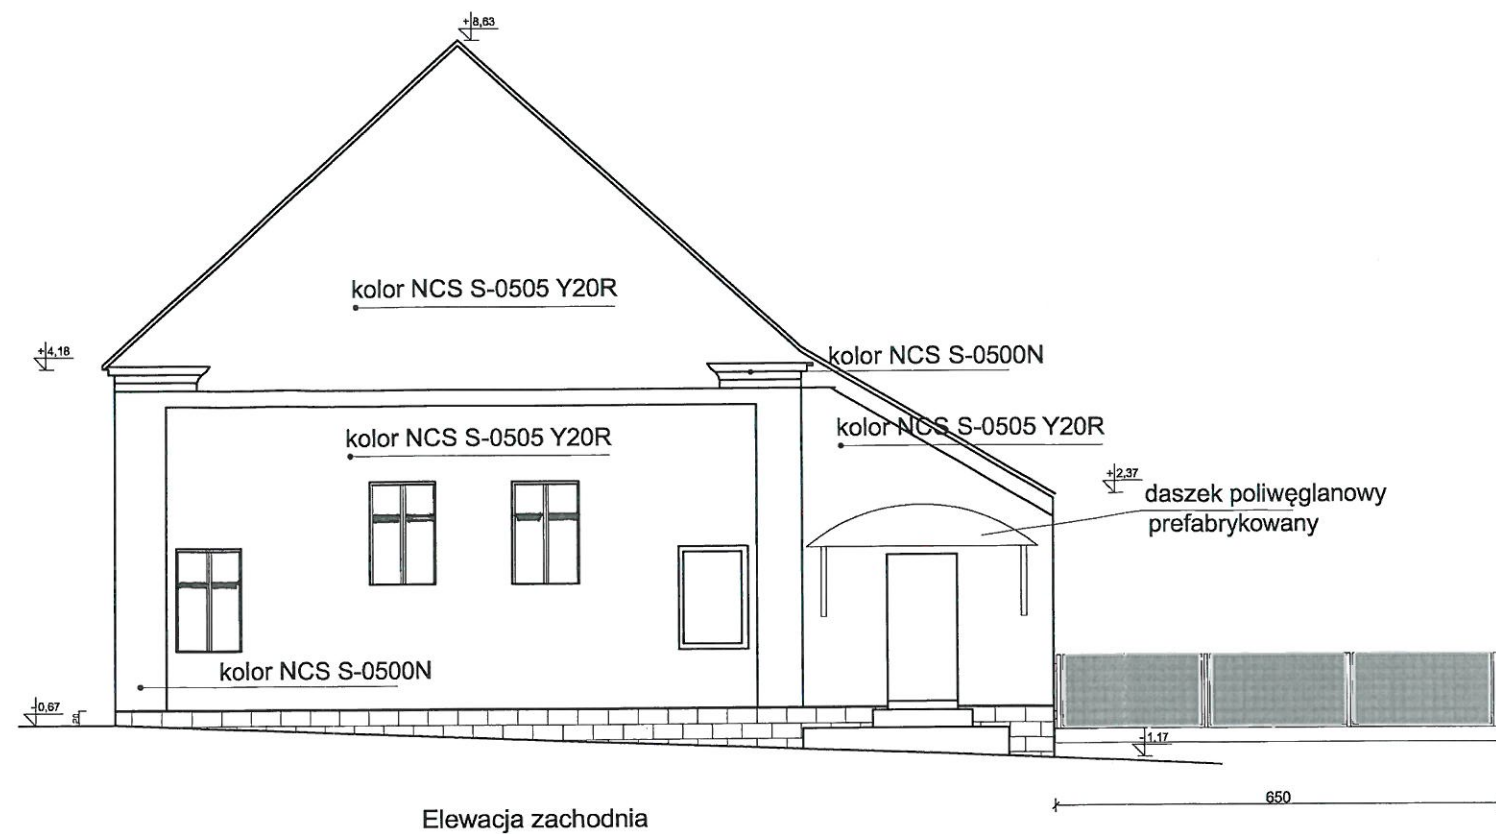 +8,63
kolor NCS S-0505 Y20R
+4,18
kolor NCS S-0500N
kolor NCS S-0505 Y20R
kolor NCS S-0505 Y20R
+2,37
daszek poliwęglanowy
prefabrykowany
kolor NCS S-0500N
-0,67
20
-1,17
650
Elewacja zachodnia